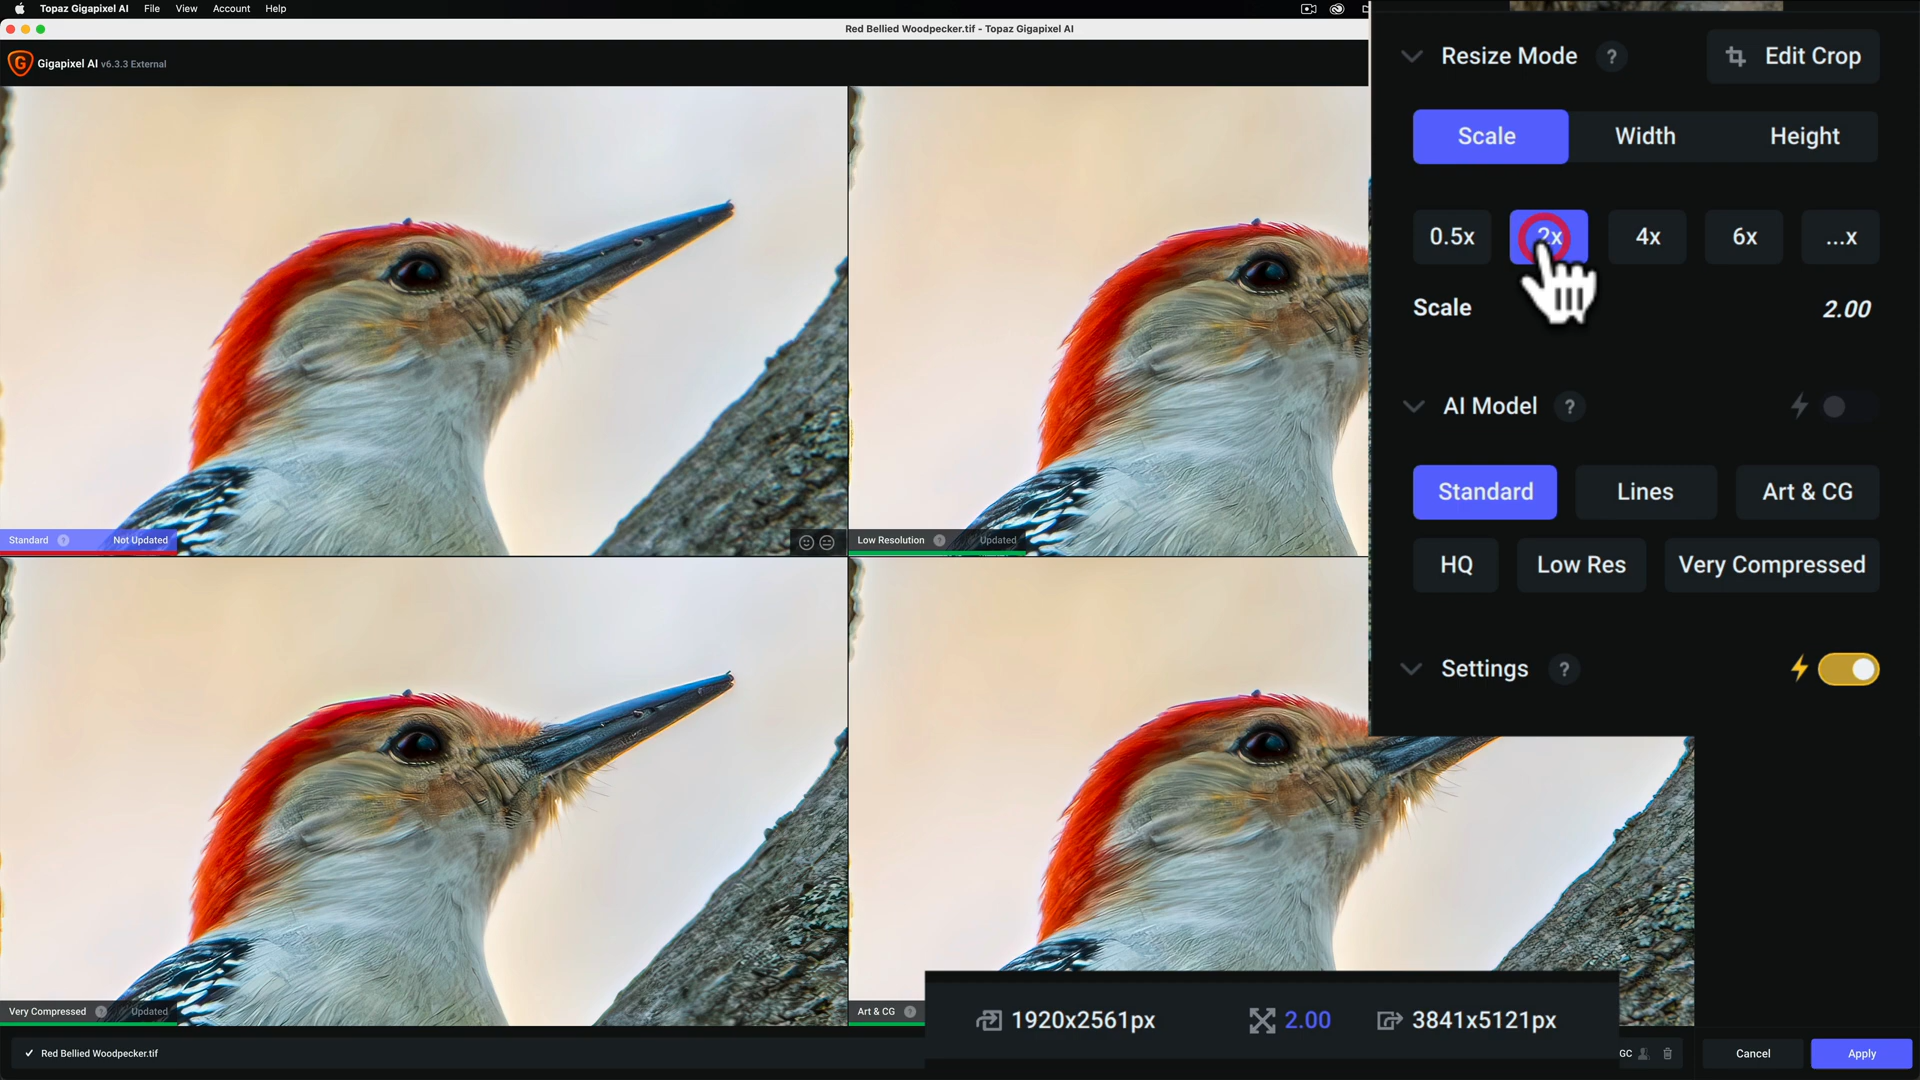 Topaz Gigapixel AI File View Account Help
Red Bellied Woodpecker.tif - Topaz Gigapixel AI
G Gigapixel AI v6.3.3 External
Resize Mode ? Edit Crop
Scale Width Height
0.5x 2x 4x 6x ...x
Scale 2.00
AI Model ?
Standard Lines Art & CG
HQ Low Res Very Compressed
Settings ?
Standard ? Not Updated
Low Resolution ? Updated
Very Compressed ? Updated
Art & CG ?
1920x2561px 2.00 3841x5121px
✓ Red Bellied Woodpecker.tif
GC Cancel Apply